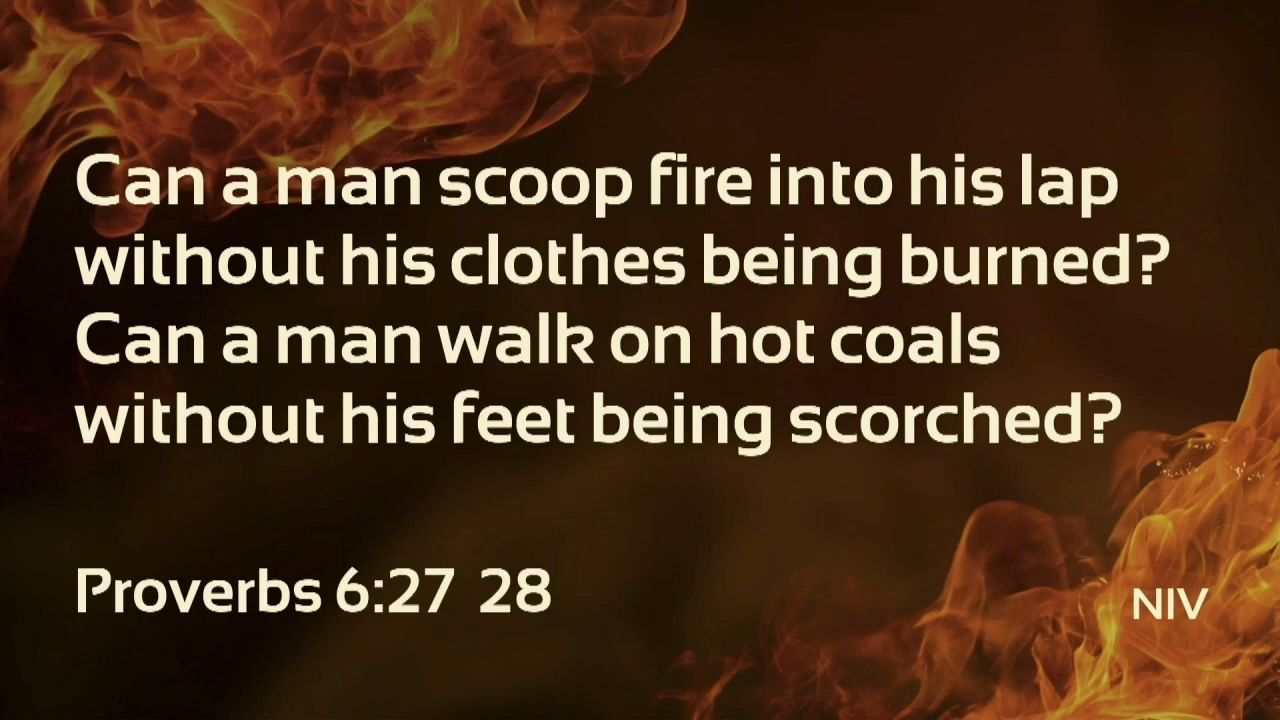 Can a man scoop fire into his lap
without his clothes being burned?
Can a man walk on hot coals
without his feet being scorched?
Proverbs 6:27 28
NIV